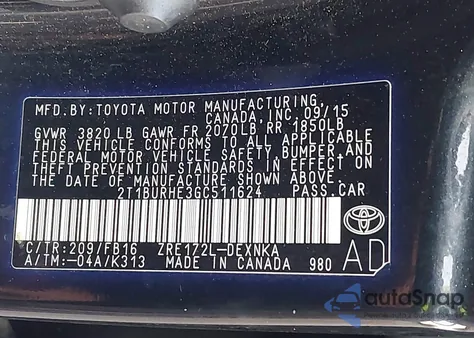 MFD. BY: TOYOTA MOTOR MANUFACTURING
CANADA, INC. 09/15
GVWR 3820 LB GAWR FR 2070LB RR 1850LB
THIS VEHICLE CONFORMS TO ALL APPLICABLE
FEDERAL MOTOR VEHICLE SAFETY, BUMPER AND
THEFT PREVENTION STANDARDS IN EFFECT ON
THE DATE OF MANUFACTURE SHOWN ABOVE.
2T1BURHE3GC511624 PASS. CAR
C/TR: 209/FB16 ZRE172L-DEXNKA
A/TM: -04A/K313 MADE IN CANADA 980 AD
autoSnap